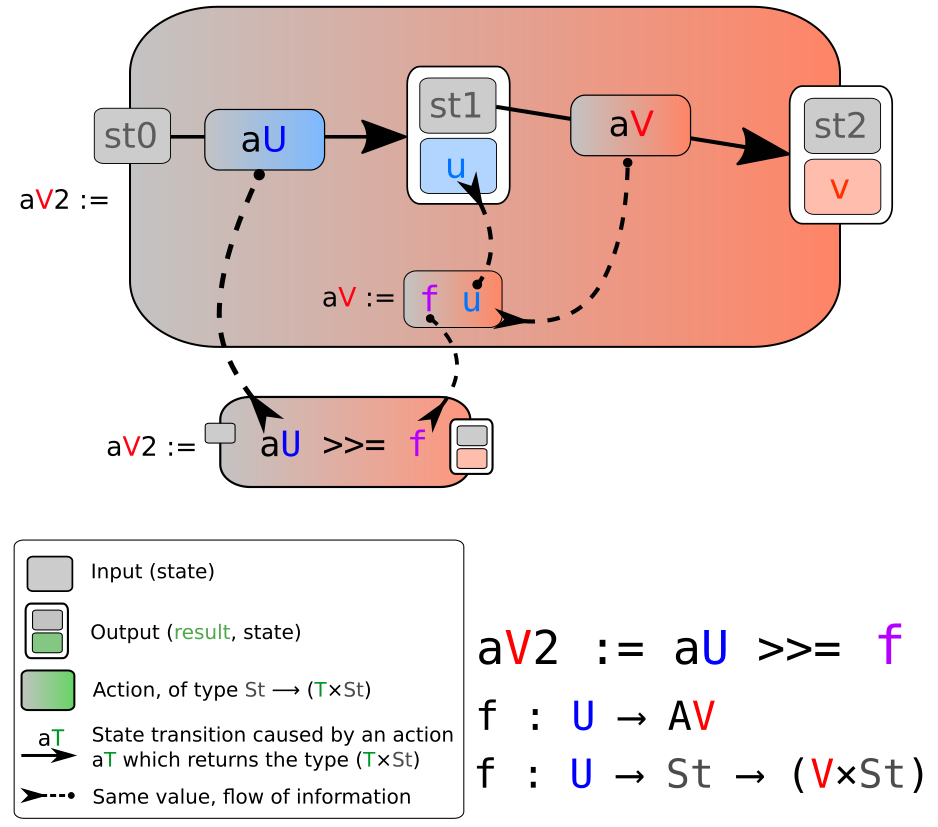 st0
aU
st1
u
aV
st2
v
aV2 :=
aV :=
f u
aV2 :=
aU >>= f
Input (state)
Output (result, state)
Action, of type St ⟶ (T×St)
aT
State transition caused by an action
aT which returns the type (T×St)
Same value, flow of information
aV2 := aU >>= f
f : U → AV
f : U → St → (V×St)